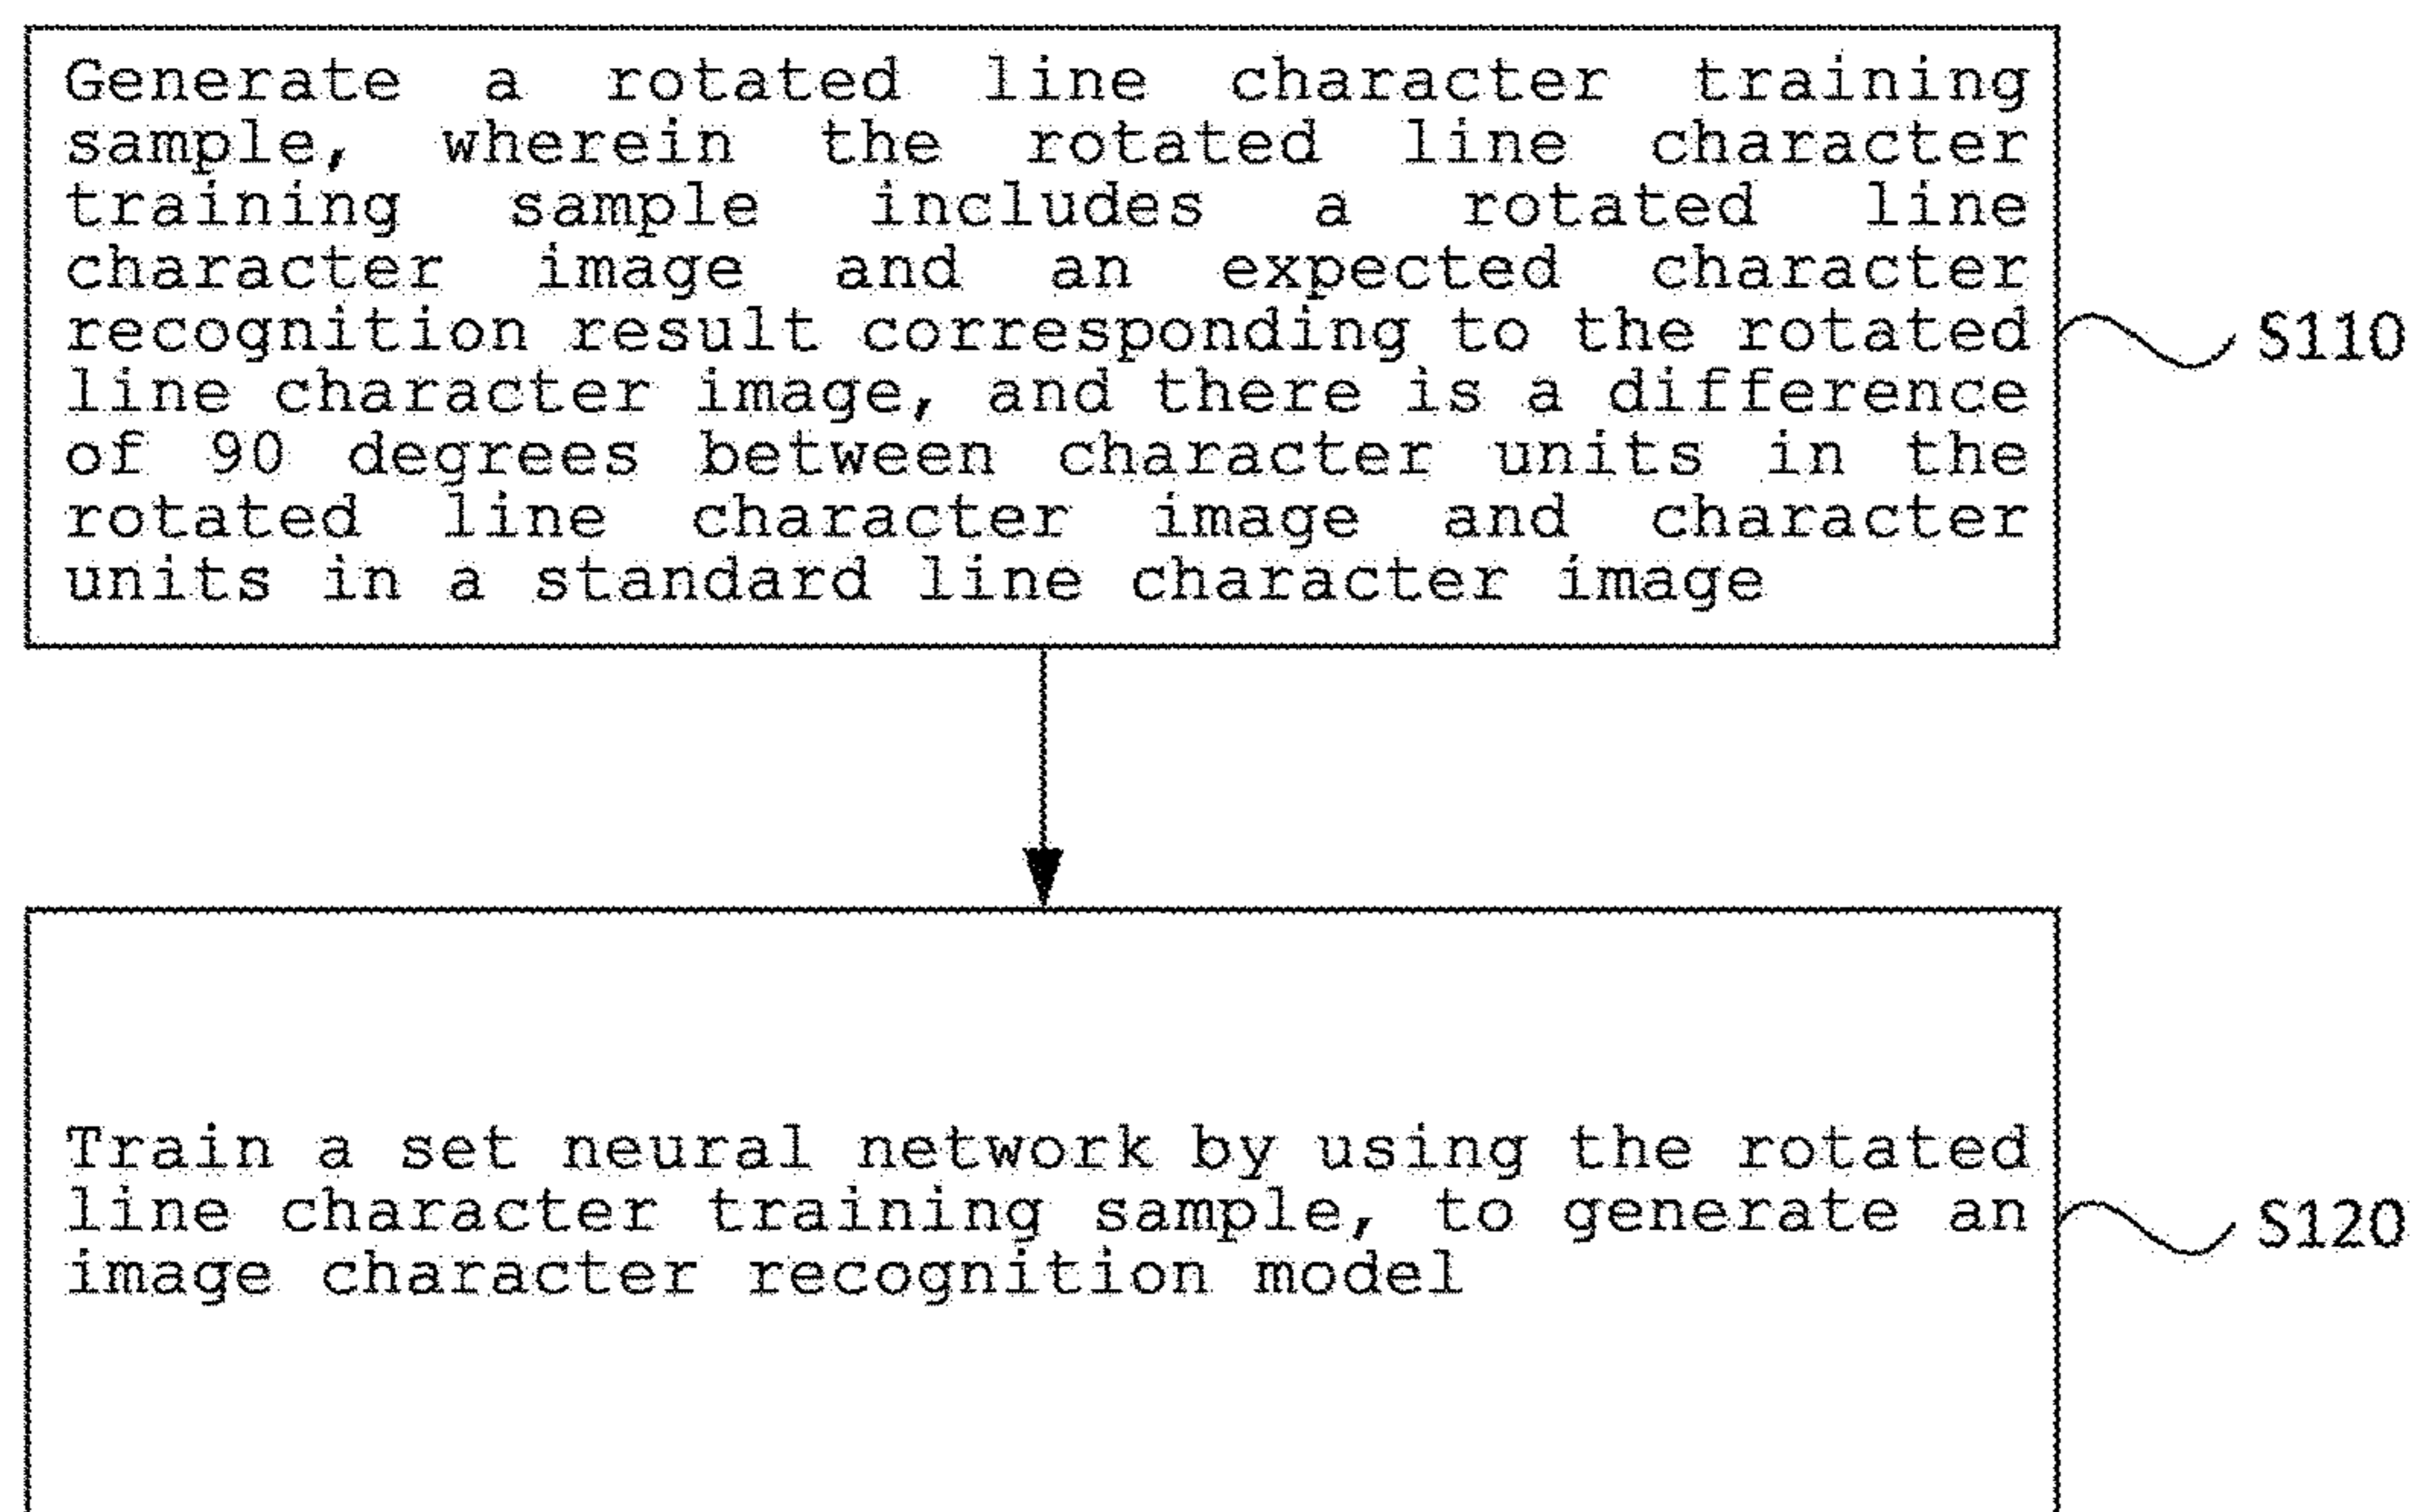 Generate a rotated line character training
sample, wherein the rotated line character
training sample includes a rotated line
character image and an expected character
recognition result corresponding to the rotated
line character image, and there is a difference
of 90 degrees between character units in the
rotated line character image and character
units in a standard line character image
S110
Train a set neural network by using the rotated
line character training sample, to generate an
image character recognition model
S120